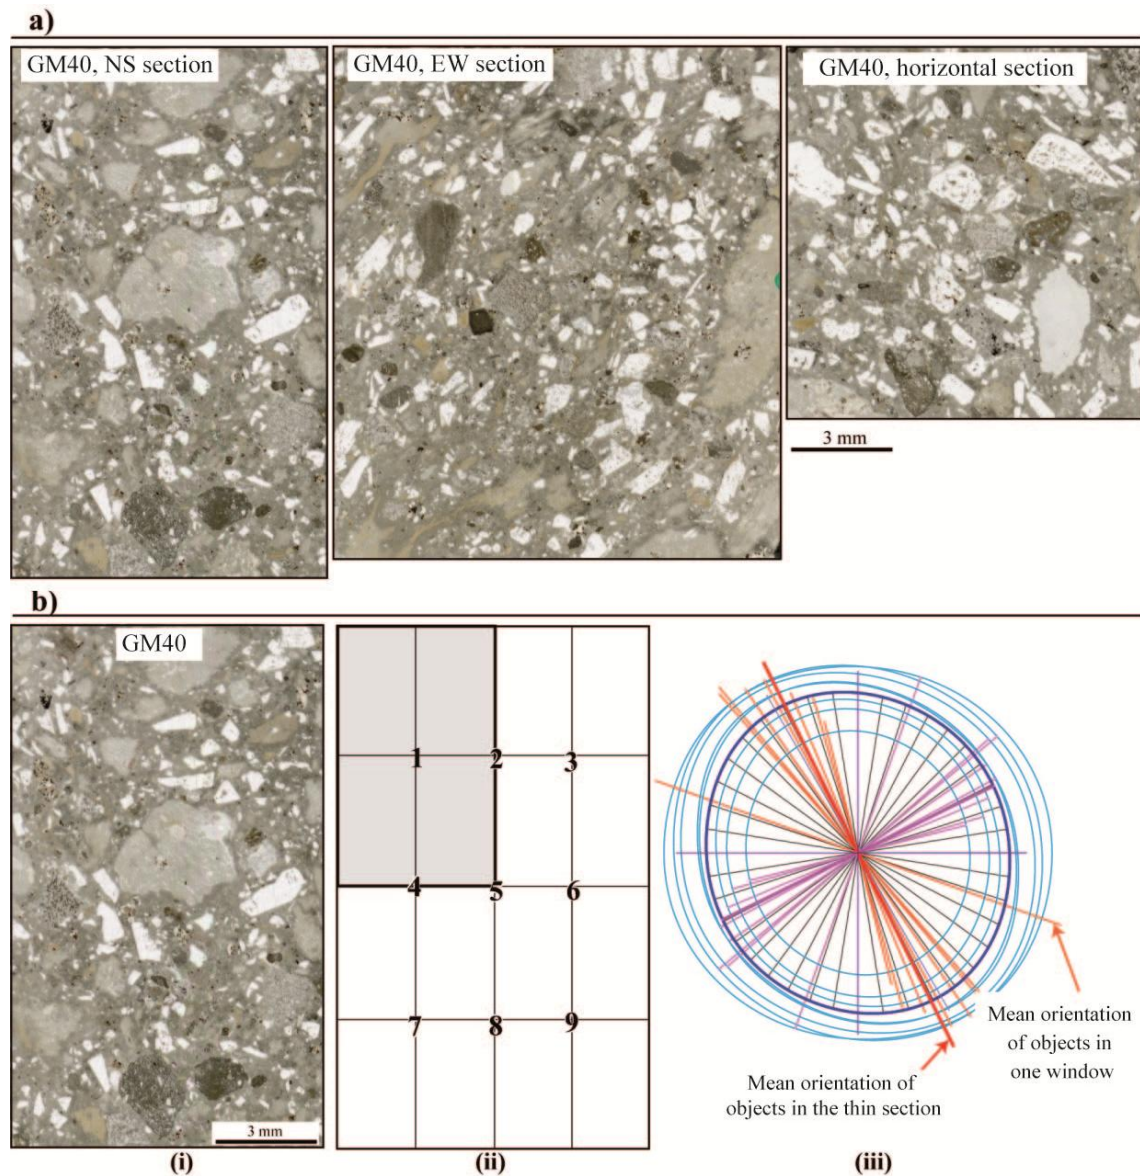 a)
GM40, NS section
GM40, EW section
GM40, horizontal section
3 mm
b)
GM40
1
2
3
4
5
6
7
8
9
3 mm
Mean orientation
of objects in
one window
Mean orientation of
objects in the thin section
(i)
(ii)
(iii)